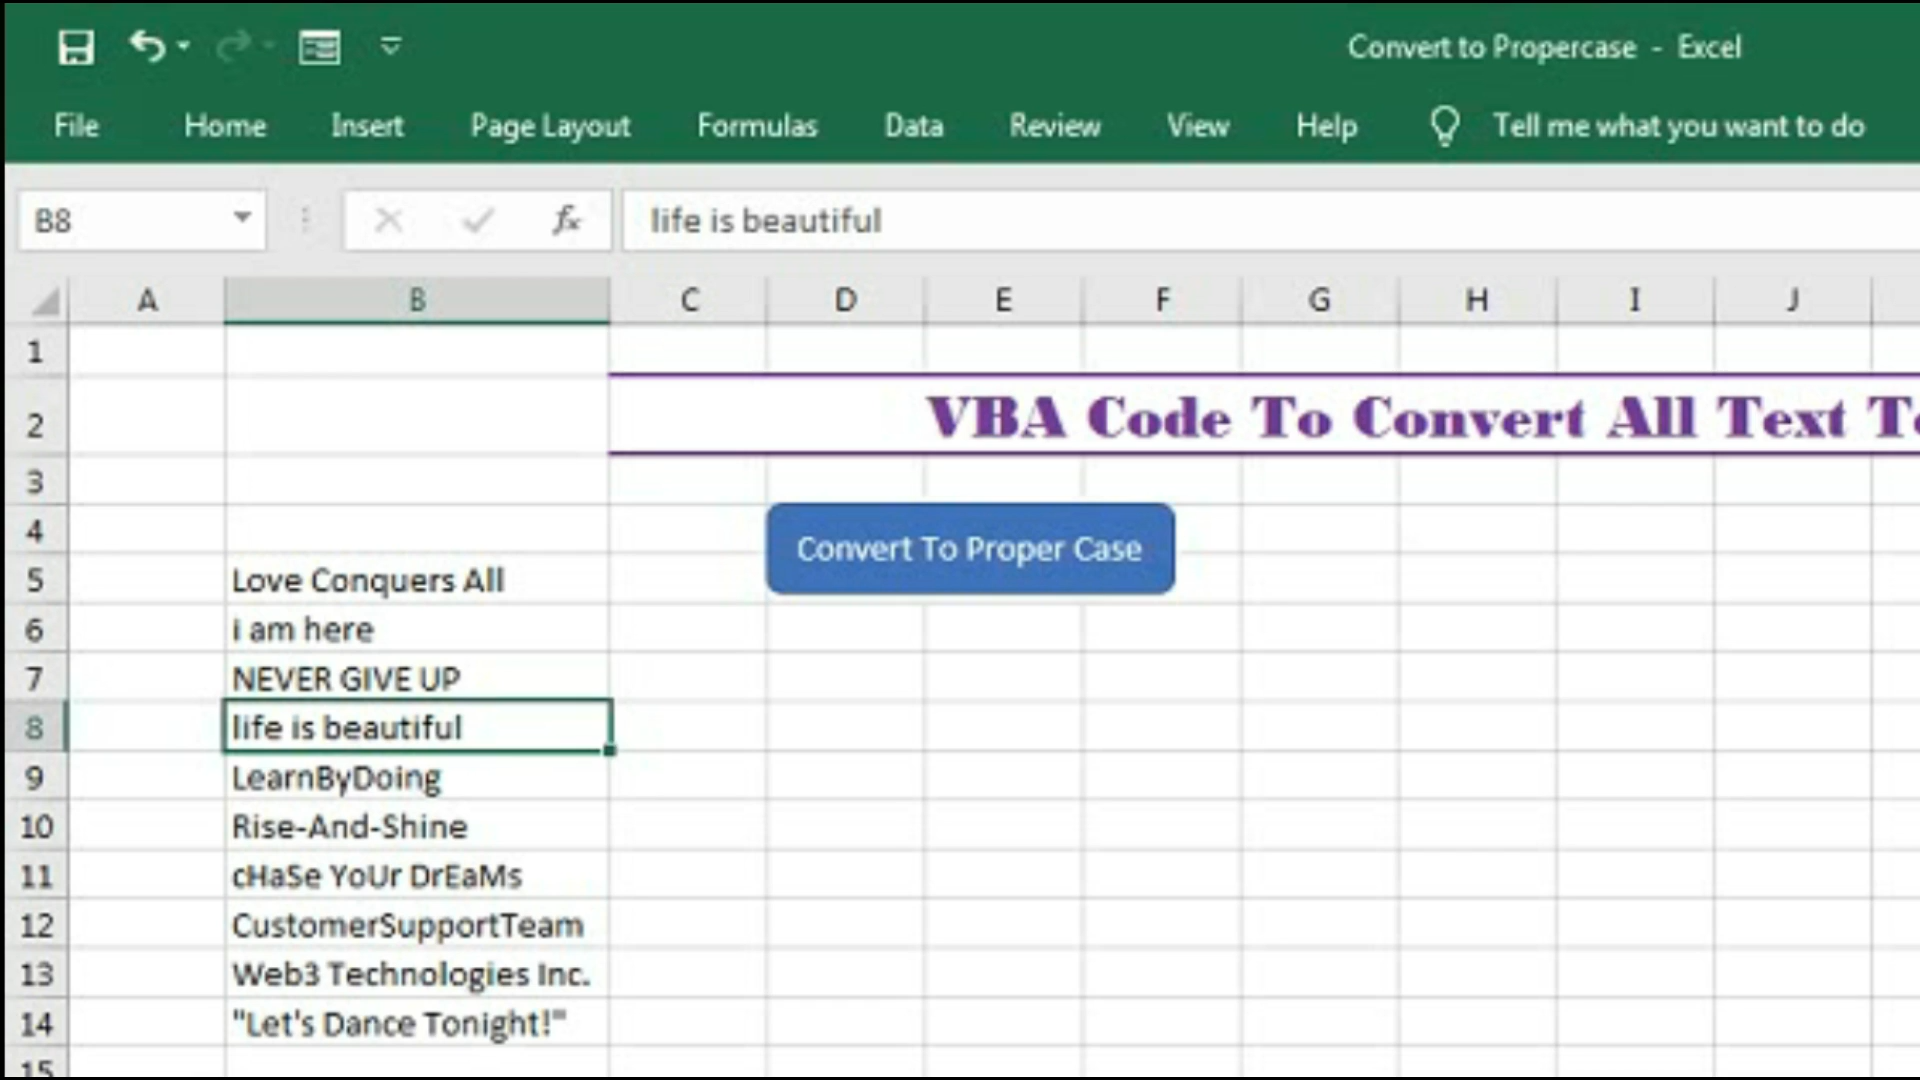 Convert to Propercase - Excel
File Home Insert Page Layout Formulas Data Review View Help Tell me what you want to do
B8 fx life is beautiful
A B C D E F G H I J
1
2 VBA Code To Convert All Text
3
4
Convert To Proper Case
5 Love Conquers All
6 i am here
7 NEVER GIVE UP
8 life is beautiful
9 LearnByDoing
10 Rise-And-Shine
11 cHaSe YoUr DrEaMs
12 CustomerSupportTeam
13 Web3 Technologies Inc.
14 "Let's Dance Tonight!"
15